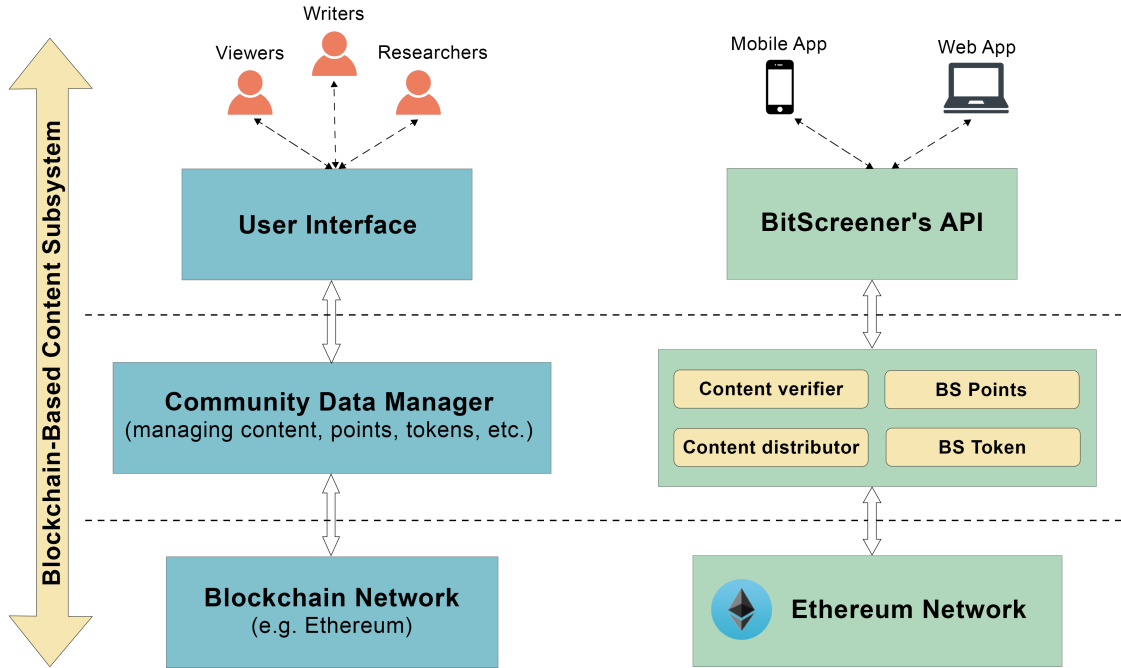 Writers
Viewers
Researchers
Mobile App
Web App
Blockchain-Based Content Subsystem
User Interface
BitScreener's API
Community Data Manager
(managing content, points, tokens, etc.)
Content verifier
BS Points
Content distributor
BS Token
Blockchain Network
(e.g. Ethereum)
Ethereum Network